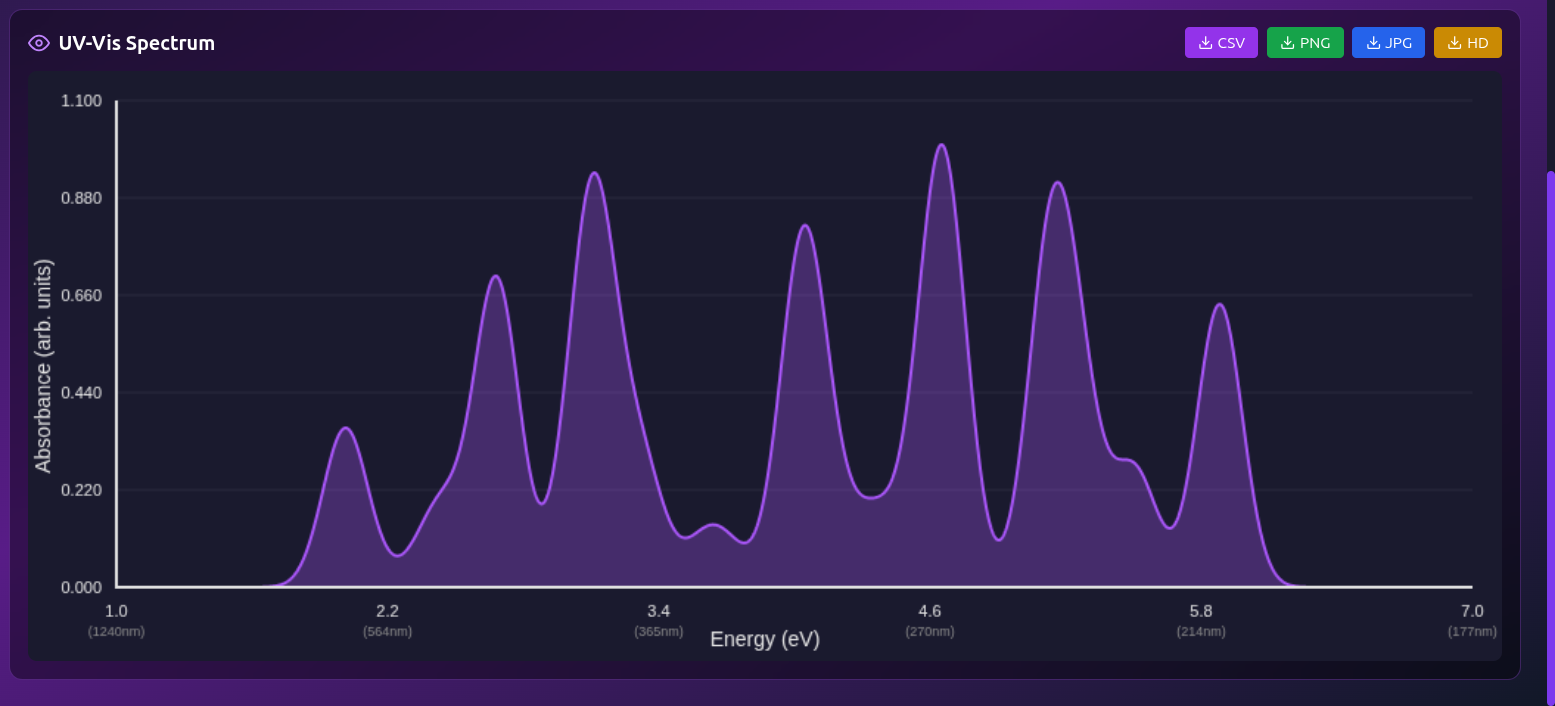 UV-Vis Spectrum
CSV
PNG
JPG
HD
1.100
0.880
0.660
0.440
0.220
0.000
Absorbance (arb. units)
1.0 2.2 3.4 4.6 5.8 7.0
(1240nm) (564nm) (365nm) (270nm) (214nm) (177nm)
Energy (eV)